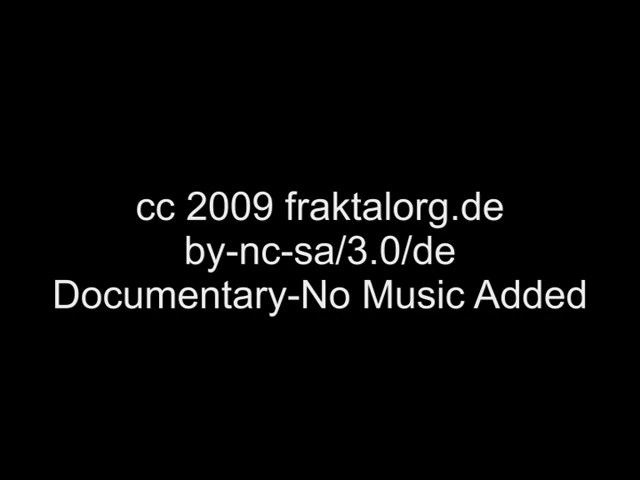 cc 2009 fraktalorg.de
by-nc-sa/3.0/de
Documentary-No Music Added